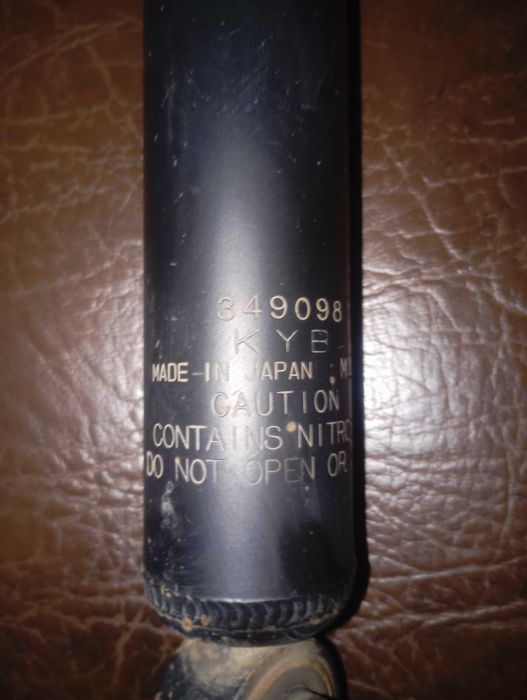 349098
KYB
MADE-IN JAPAN
CAUTION
CONTAINS
DO NOT OPEN OR